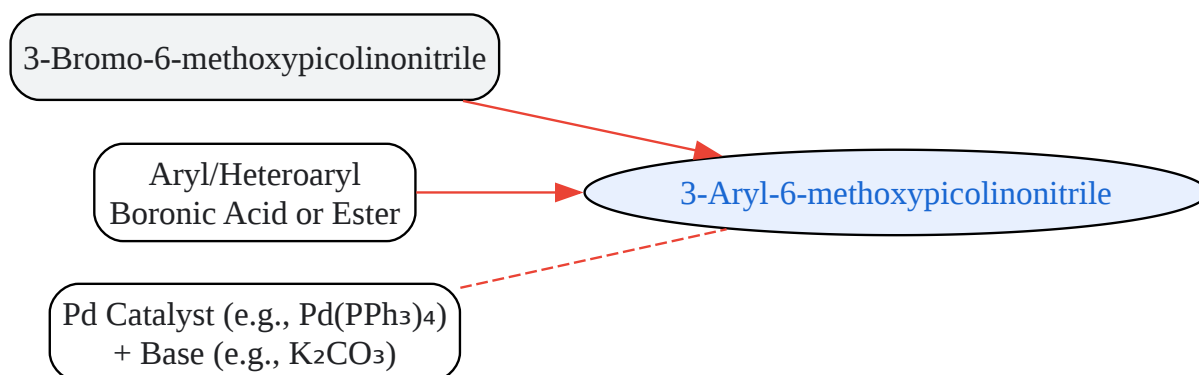 3-Bromo-6-methoxypicolinonitrile
Aryl/Heteroaryl
Boronic Acid or Ester
3-Aryl-6-methoxypicolinonitrile
Pd Catalyst (e.g., Pd(PPh₃)₄)
+ Base (e.g., K₂CO₃)